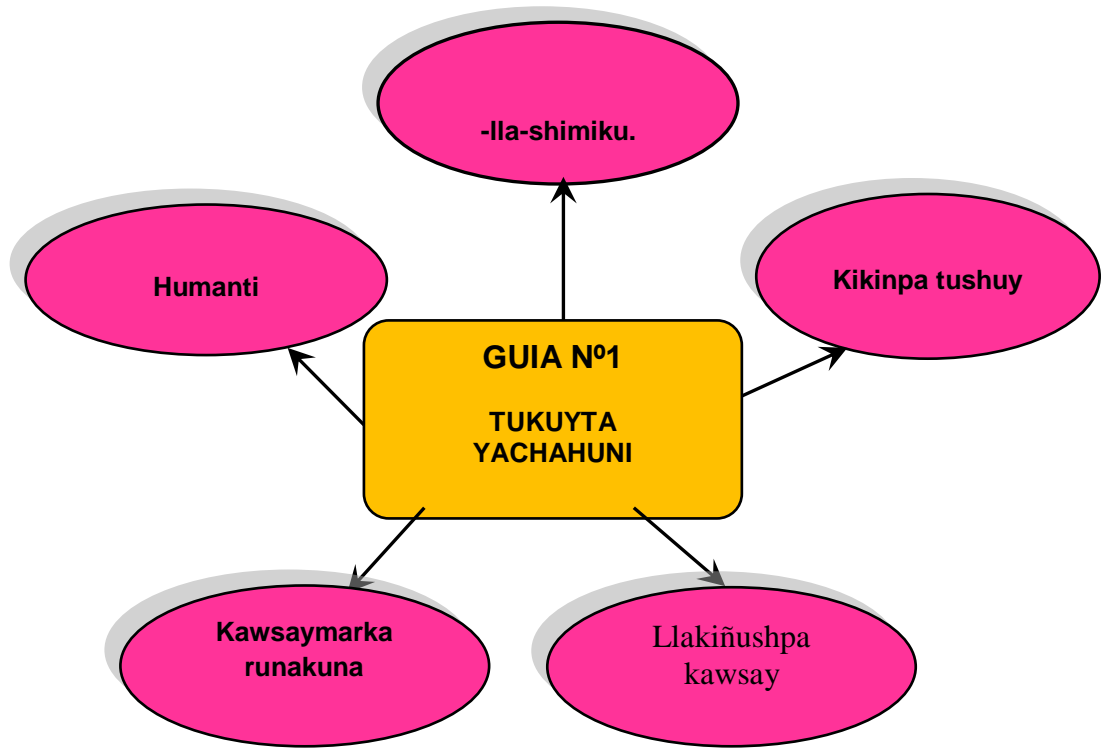 -lla-shimiku.
Humanti
Kikinpa tushuy
GUIA Nº1
TUKUYTA
YACHAHUNI
Kawsaymarka
runakuna
Llakiñushpa
kawsay